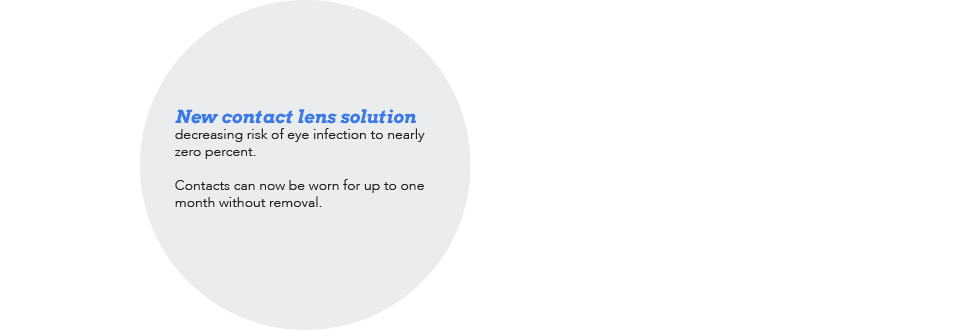 New contact lens solution
decreasing risk of eye infection to nearly
zero percent.
Contacts can now be worn for up to one
month without removal.